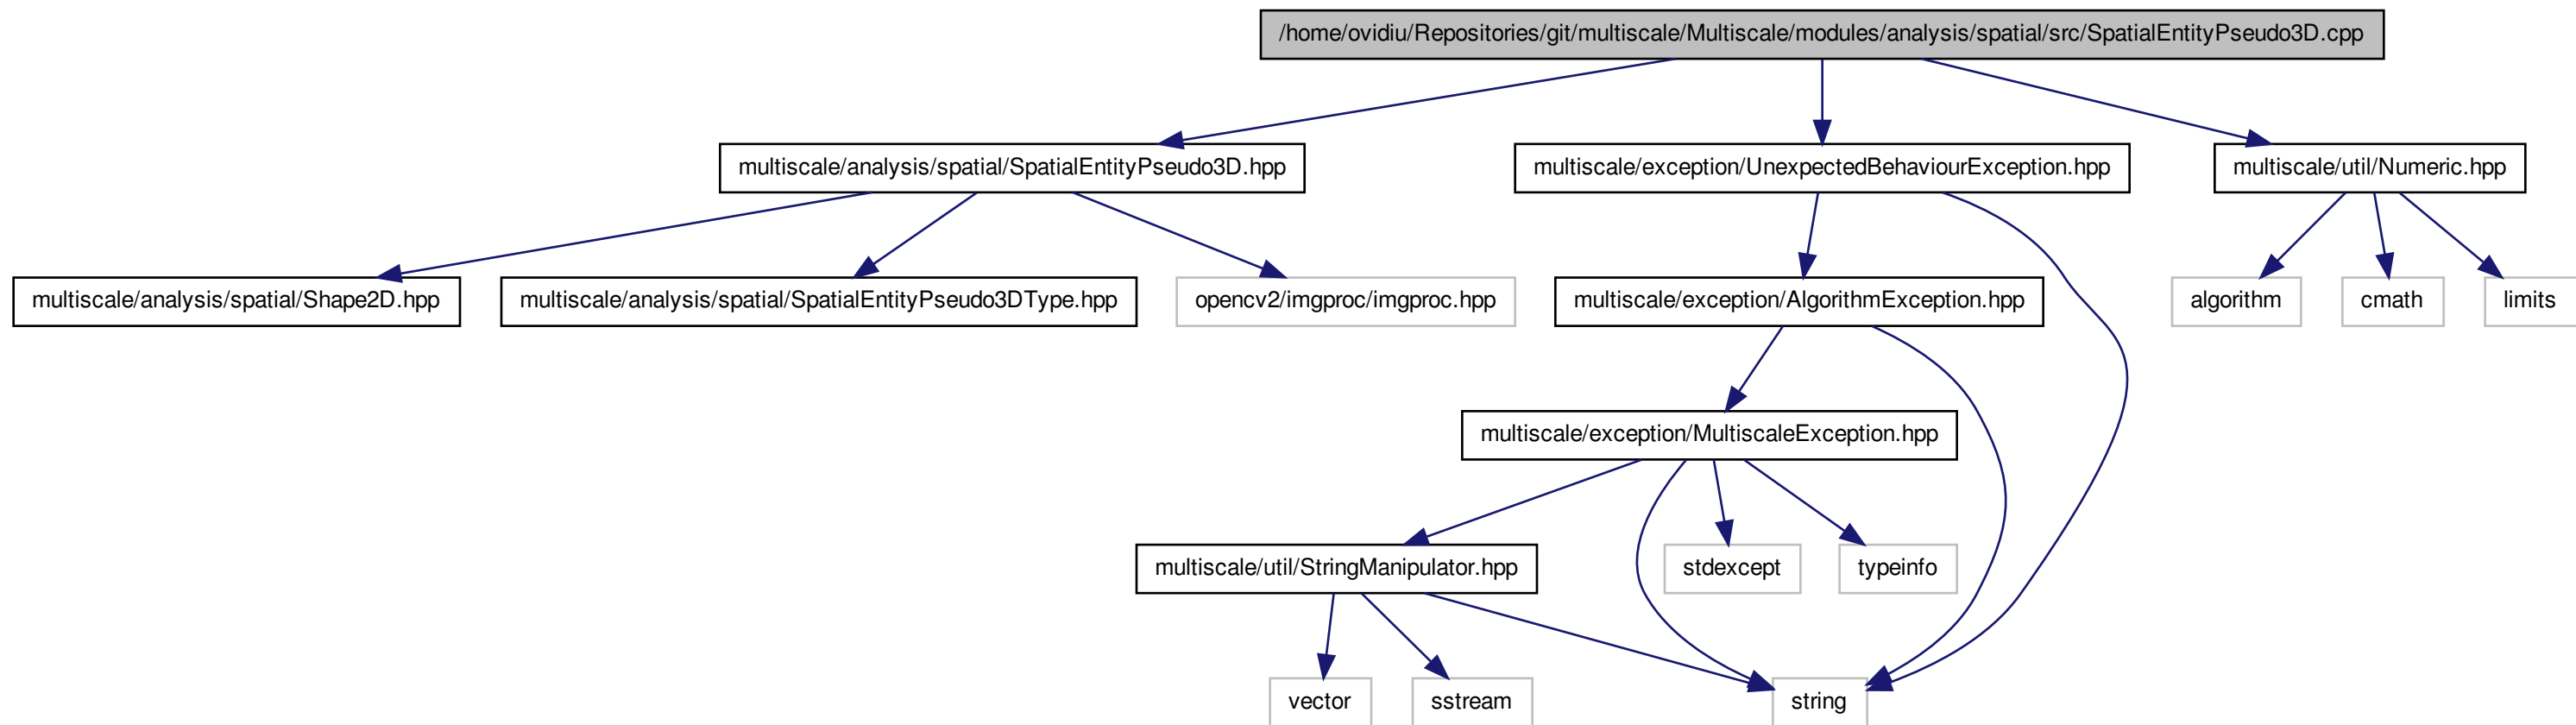 /home/ovidiu/Repositories/git/multiscale/Multiscale/modules/analysis/spatial/src/SpatialEntityPseudo3D.cpp
multiscale/analysis/spatial/SpatialEntityPseudo3D.hpp
multiscale/exception/UnexpectedBehaviourException.hpp
multiscale/util/Numeric.hpp
multiscale/analysis/spatial/Shape2D.hpp
multiscale/analysis/spatial/SpatialEntityPseudo3DType.hpp
opencv2/imgproc/imgproc.hpp
multiscale/exception/AlgorithmException.hpp
algorithm
cmath
limits
multiscale/exception/MultiscaleException.hpp
multiscale/util/StringManipulator.hpp
stdexcept
typeinfo
vector
sstream
string